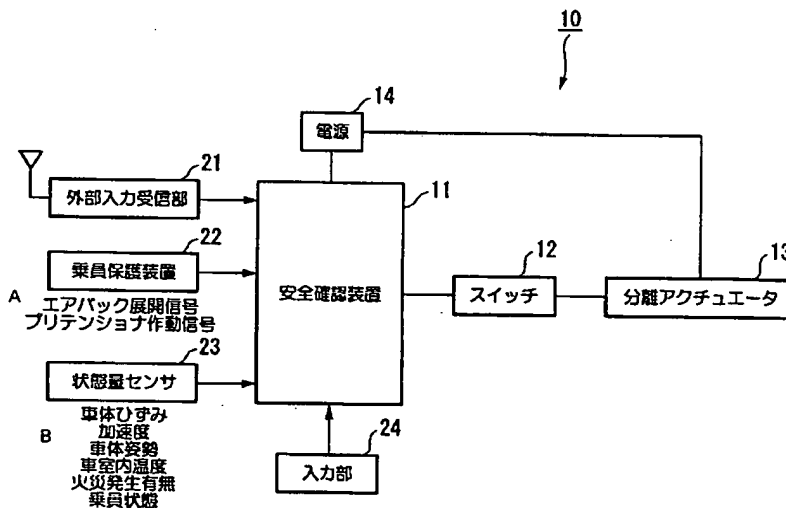 10
14
電源
21
外部入力受信部
11
22
乗員保護装置
12
13
安全確認装置
スイッチ
分離アクチュエータ
A
エアバック展開信号
プリテンショナ作動信号
23
状態量センサ
車体ひずみ
B
加速度
車体姿勢
車室内温度
火災発生有無
乗員状態
24
入力部